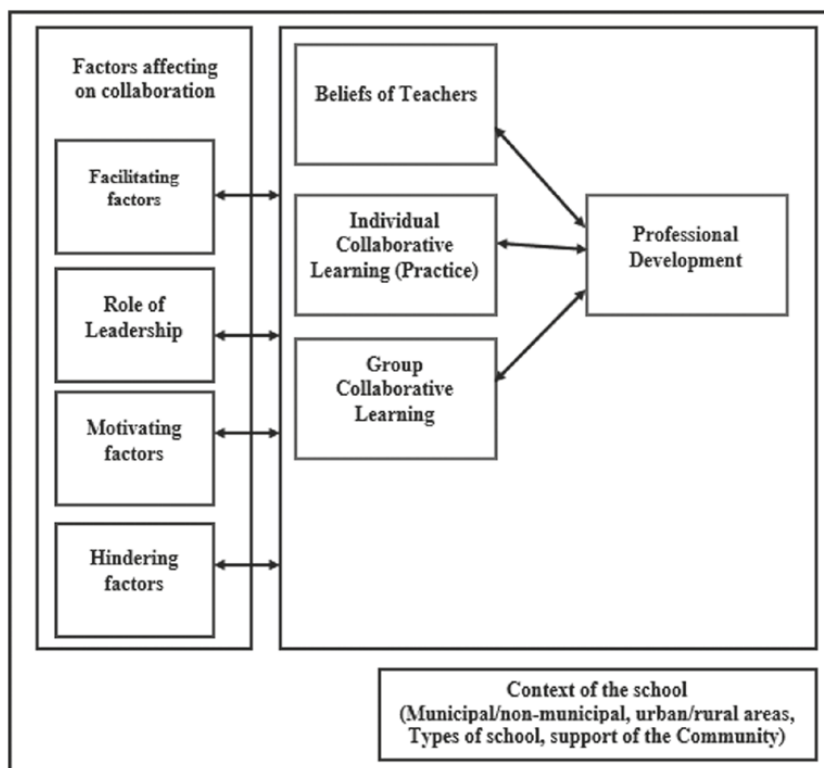 Factors affecting
on collaboration
Facilitating
factors
Role of
Leadership
Motivating
factors
Hindering
factors
Beliefs of Teachers
Individual
Collaborative
Learning (Practice)
Group
Collaborative
Learning
Professional
Development
Context of the school
(Municipal/non-municipal, urban/rural areas,
Types of school, support of the Community)